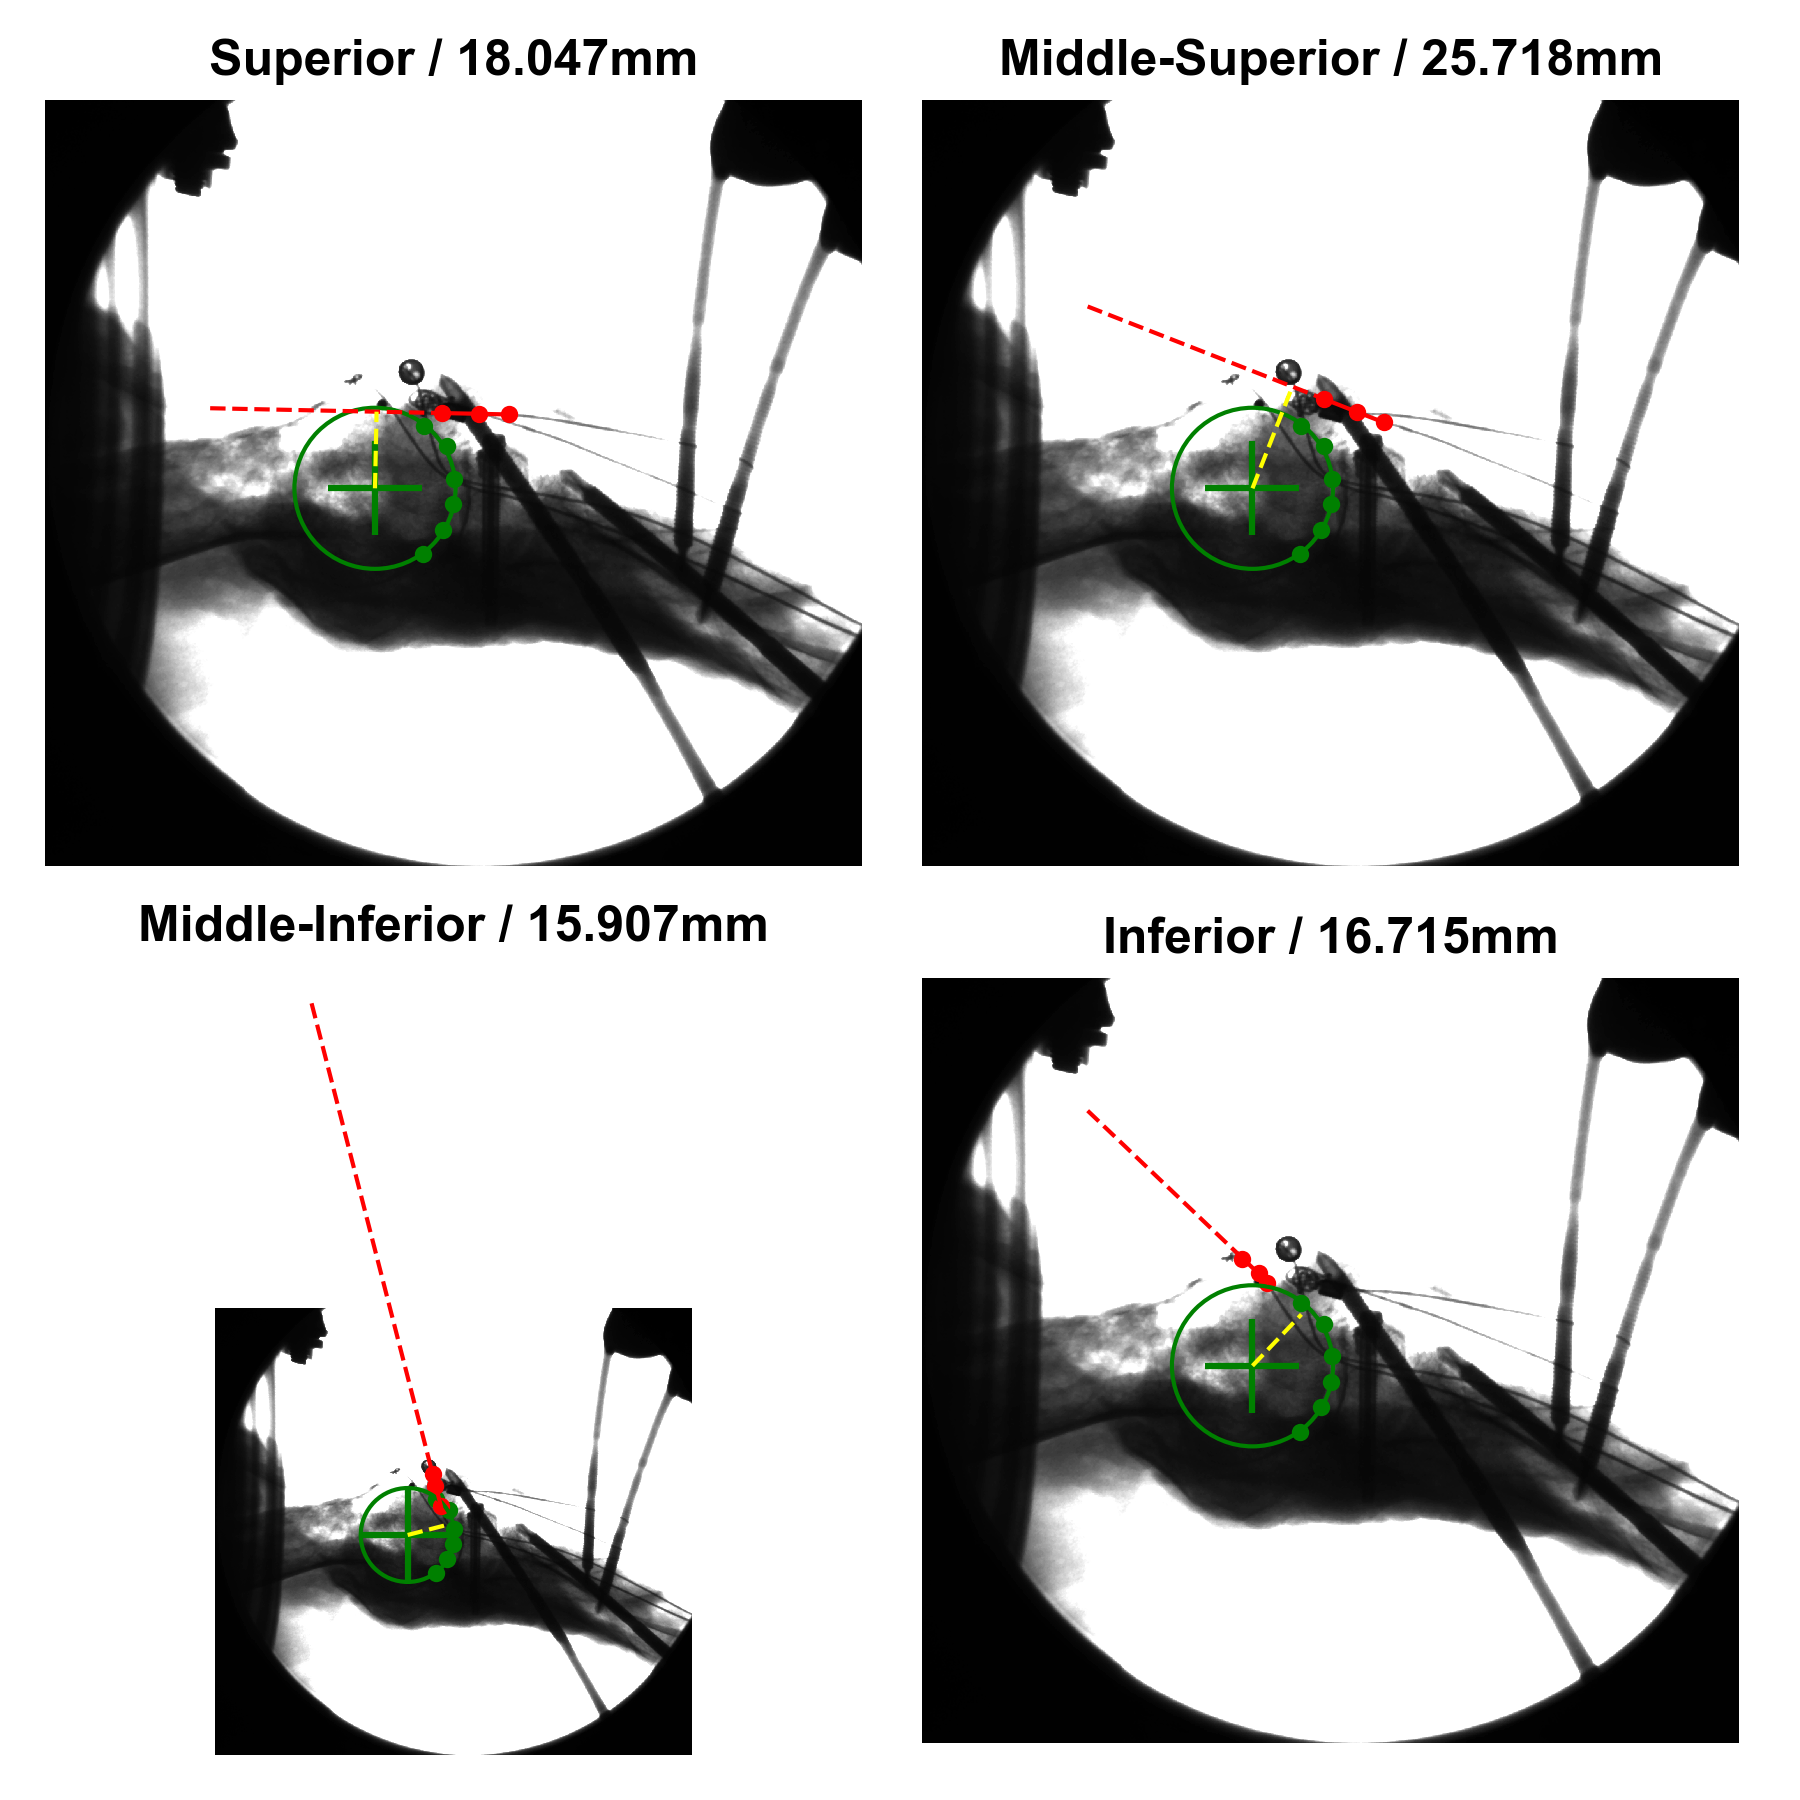 Superior / 18.047mm
Middle-Superior / 25.718mm
Middle-Inferior / 15.907mm
Inferior / 16.715mm